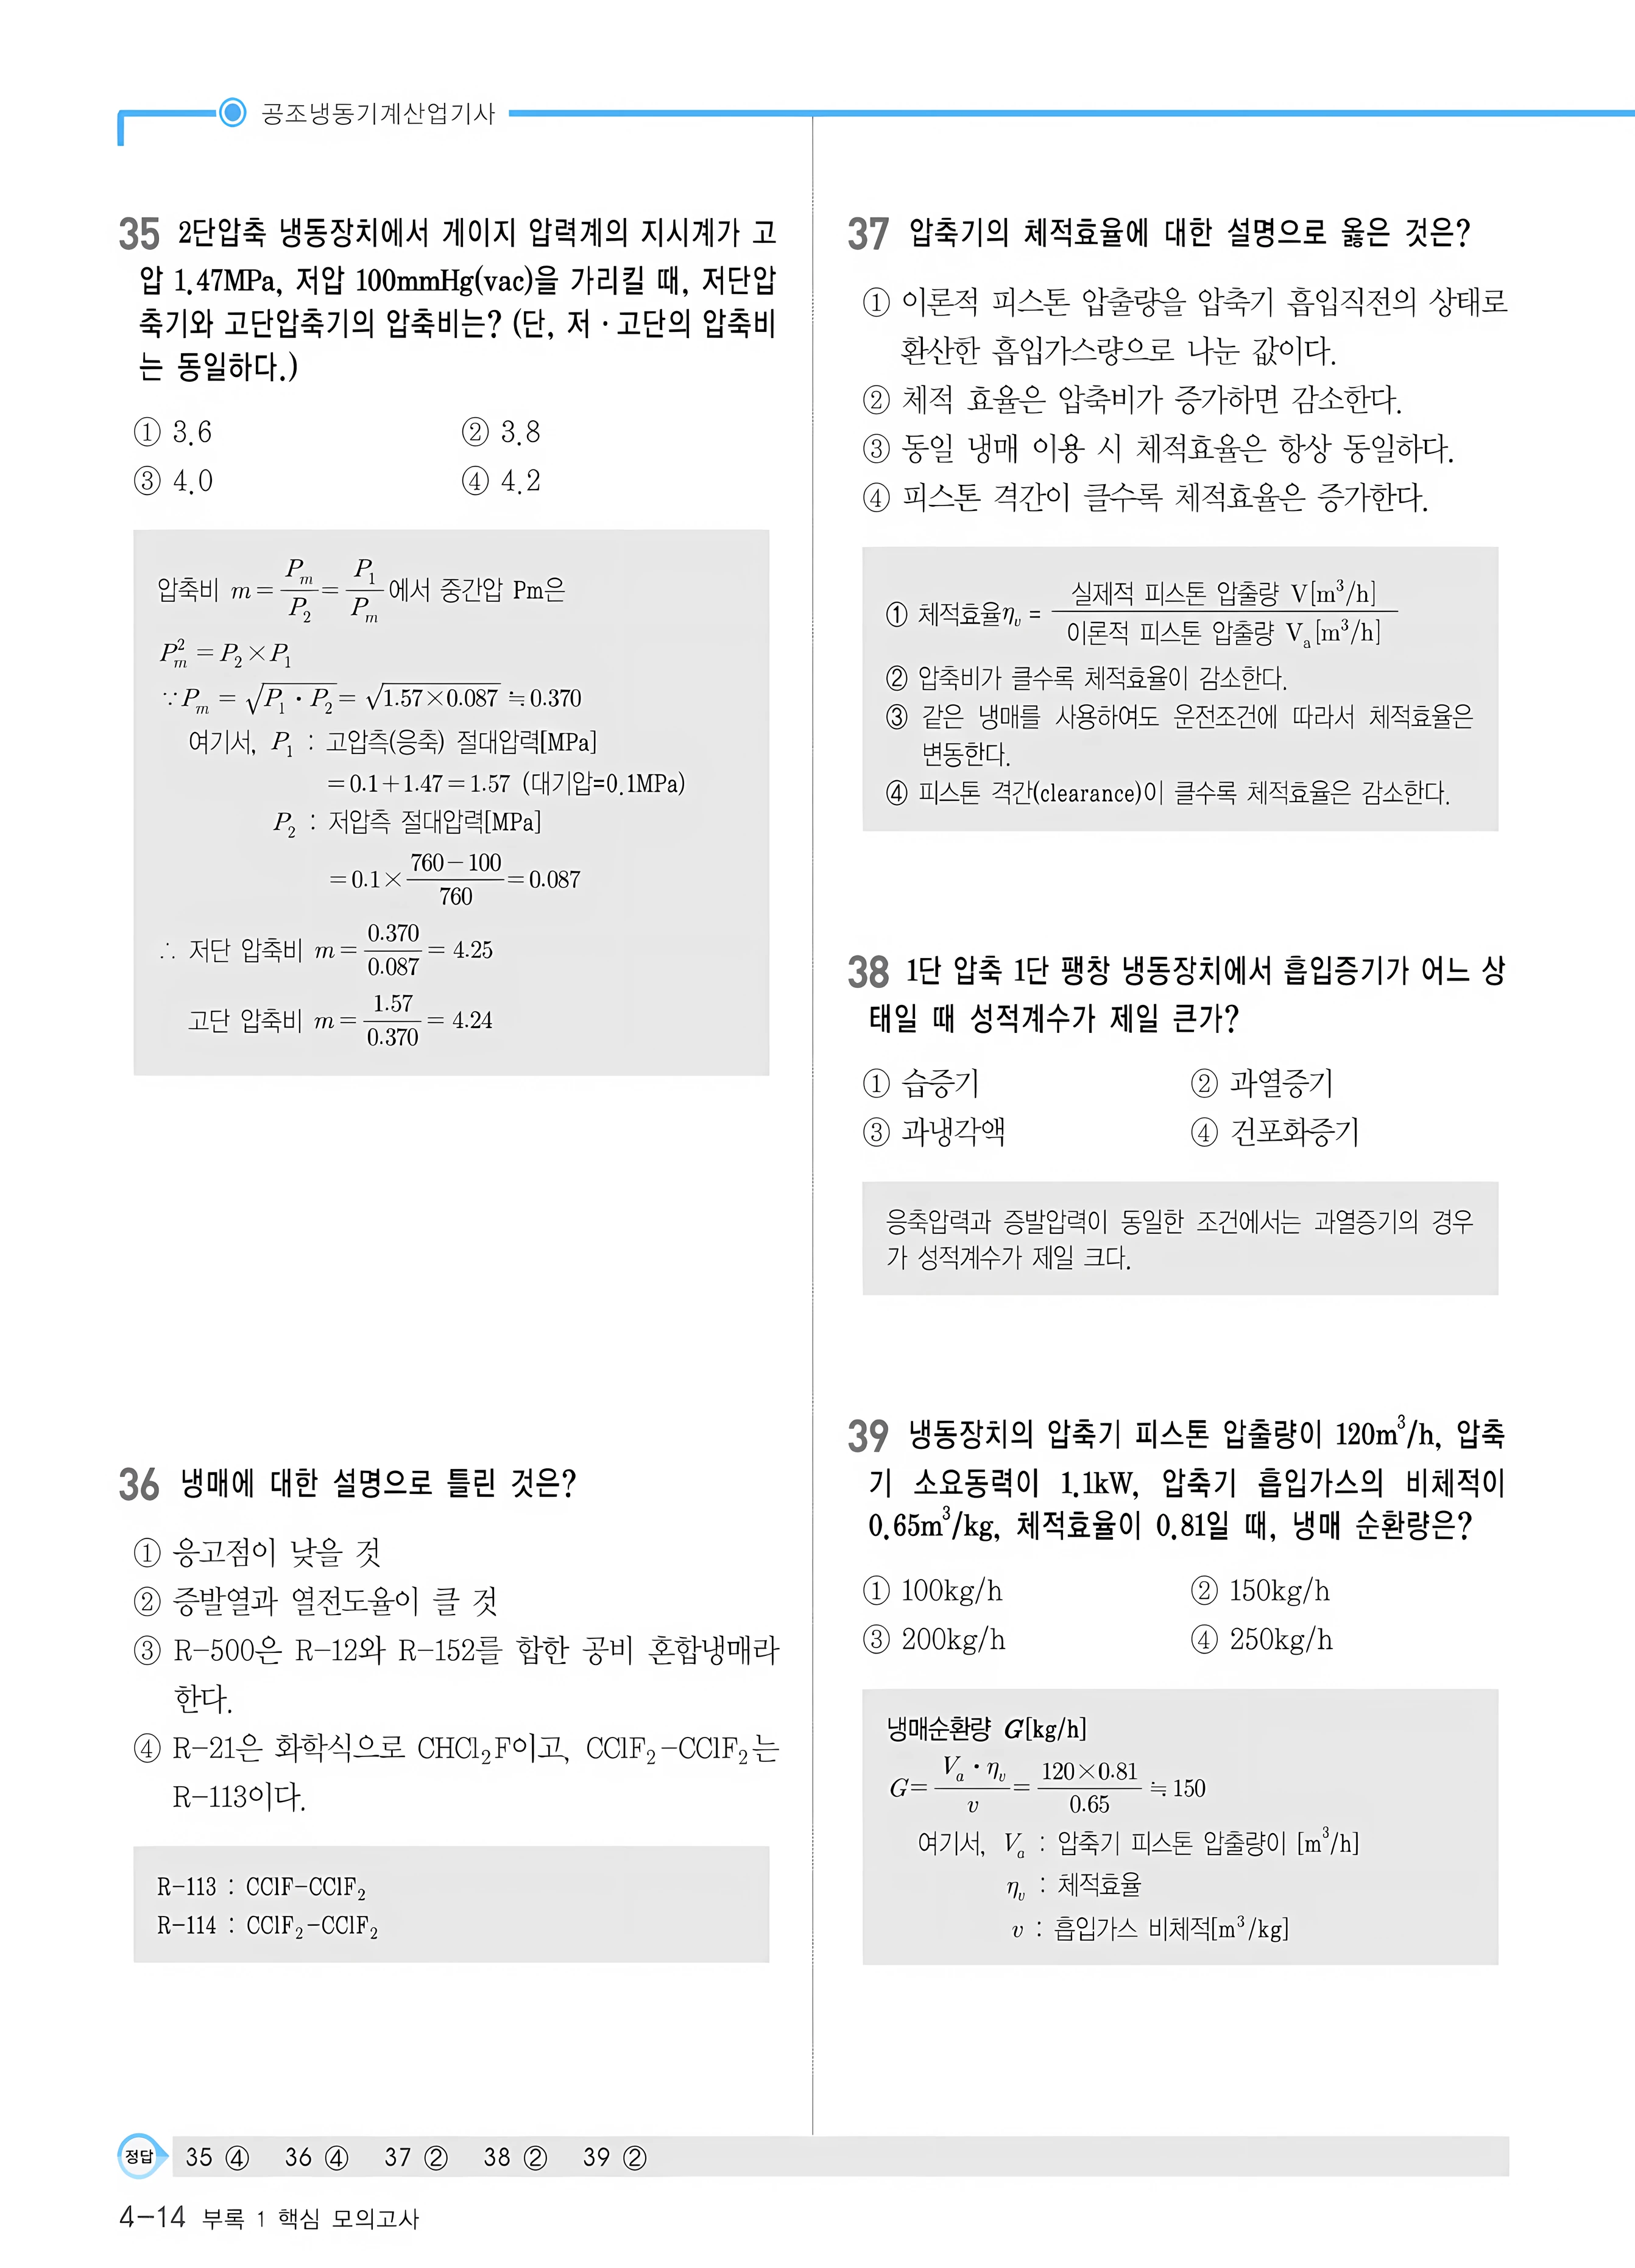 공조냉동기계산업기사
35 2단압축 냉동장치에서 게이지 압력계의 지시계가 고
압 1.47MPa, 저압 100mmHg(vac)을 가리킬 때, 저단압
축기와 고단압축기의 압축비는? (단, 저·고단의 압축비
는 동일하다.)
① 3.6 ② 3.8
③ 4.0 ④ 4.2
압축비 m = Pm/P2 = P1/Pm 에서 중간압 Pm은
Pm² = P2×P1
∵ Pm = √(P1・P2) = √(1.57×0.087) ≒ 0.370
여기서, P1 : 고압측(응축) 절대압력[MPa]
= 0.1+1.47 = 1.57 (대기압=0.1MPa)
P2 : 저압측 절대압력[MPa]
= 0.1× (760-100)/760 = 0.087
∴ 저단 압축비 m = 0.370/0.087 = 4.25
고단 압축비 m = 1.57/0.370 = 4.24
36 냉매에 대한 설명으로 틀린 것은?
① 응고점이 낮을 것
② 증발열과 열전도율이 클 것
③ R-500은 R-12와 R-152를 합한 공비 혼합냉매라
한다.
④ R-21은 화학식으로 CHCl₂F이고, CClF₂-CClF₂는
R-113이다.
R-113 : CClF-CClF₂
R-114 : CClF₂-CClF₂
37 압축기의 체적효율에 대한 설명으로 옳은 것은?
① 이론적 피스톤 압출량을 압축기 흡입직전의 상태로
환산한 흡입가스량으로 나눈 값이다.
② 체적 효율은 압축비가 증가하면 감소한다.
③ 동일 냉매 이용 시 체적효율은 항상 동일하다.
④ 피스톤 격간이 클수록 체적효율은 증가한다.
① 체적효율ηv = 실제적 피스톤 압출량 V[m³/h] / 이론적 피스톤 압출량 Va[m³/h]
② 압축비가 클수록 체적효율이 감소한다.
③ 같은 냉매를 사용하여도 운전조건에 따라서 체적효율은
변동한다.
④ 피스톤 격간(clearance)이 클수록 체적효율은 감소한다.
38 1단 압축 1단 팽창 냉동장치에서 흡입증기가 어느 상
태일 때 성적계수가 제일 큰가?
① 습증기 ② 과열증기
③ 과냉각액 ④ 건포화증기
응축압력과 증발압력이 동일한 조건에서는 과열증기의 경우
가 성적계수가 제일 크다.
39 냉동장치의 압축기 피스톤 압출량이 120m³/h, 압축
기 소요동력이 1.1kW, 압축기 흡입가스의 비체적이
0.65m³/kg, 체적효율이 0.81일 때, 냉매 순환량은?
① 100kg/h ② 150kg/h
③ 200kg/h ④ 250kg/h
냉매순환량 G[kg/h]
G = Va・ηv / v = 120×0.81 / 0.65 ≒ 150
여기서, Va : 압축기 피스톤 압출량이 [m³/h]
ηv : 체적효율
v : 흡입가스 비체적[m³/kg]
정답 35 ④ 36 ④ 37 ② 38 ② 39 ②
4-14 부록 1 핵심 모의고사